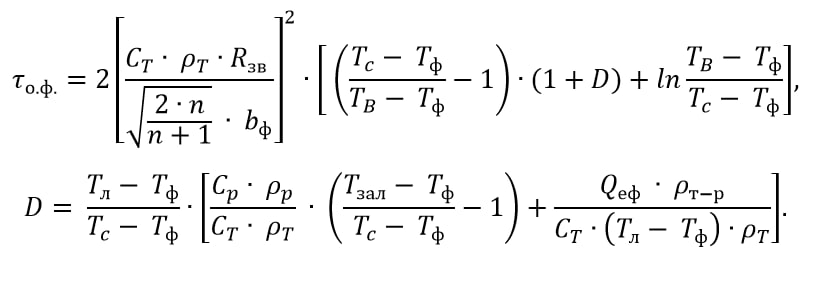 τ_о.ф. = 2 [ (C_T · ρ_T · R_зв) / (√((2 · n)/(n + 1)) · b_ф) ]² · [ ((T_c − T_ф)/(T_B − T_ф) − 1) · (1 + D) + ln (T_B − T_ф)/(T_c − T_ф) ],
D = (T_л − T_ф)/(T_c − T_ф) · [ (C_p · ρ_p)/(C_T · ρ_T) · ((T_зал − T_ф)/(T_c − T_ф) − 1) + (Q_еф · ρ_т−р)/(C_T · (T_л − T_ф) · ρ_T) ].